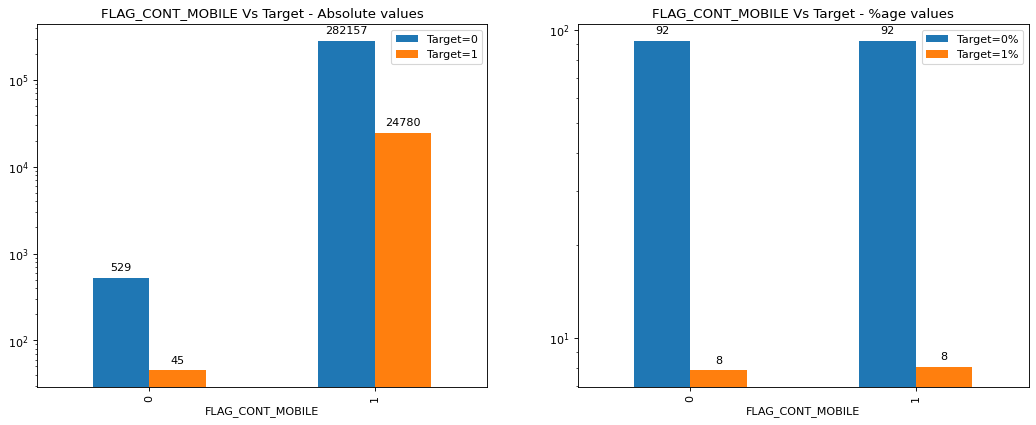 FLAG_CONT_MOBILE Vs Target - Absolute values
282157
Target=0
Target=1
10^5
24780
10^4
10^3
529
10^2
45
0
1
FLAG_CONT_MOBILE
FLAG_CONT_MOBILE Vs Target - %age values
10^2
92
92
Target=0%
Target=1%
10^1
8
8
0
1
FLAG_CONT_MOBILE